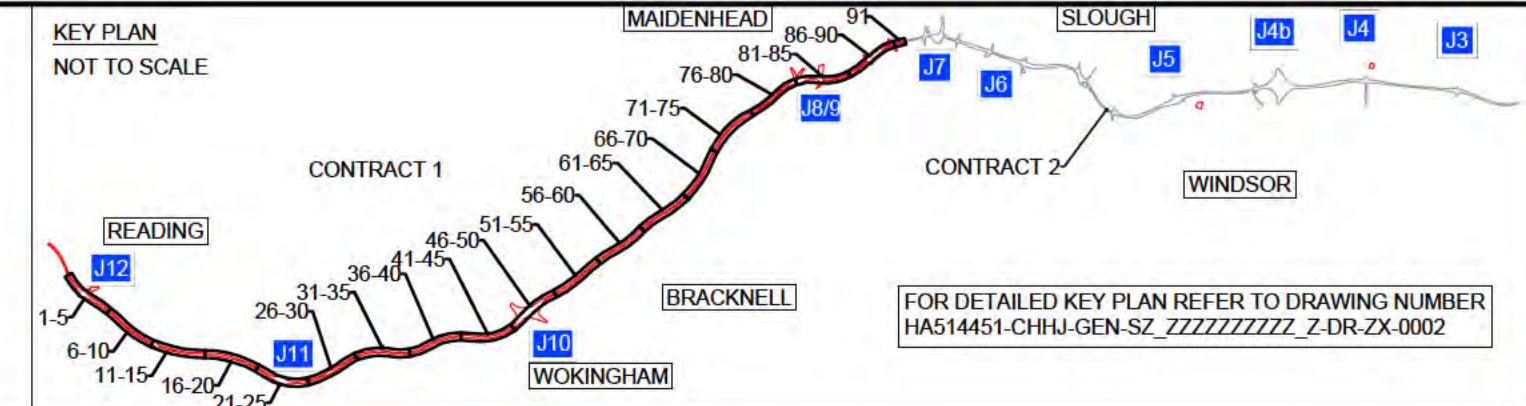 KEY PLAN
NOT TO SCALE
MAIDENHEAD
91
SLOUGH
86-90
81-85
76-80
J8/9
J7
J6
J5
J4b
J4
J3
71-75
66-70
61-65
56-60
51-55
46-50
41-45
36-40
31-35
26-30
CONTRACT 1
CONTRACT 2
WINDSOR
READING
J12
1-5
6-10
11-15
16-20
21-25
J11
J10
WOKINGHAM
BRACKNELL
FOR DETAILED KEY PLAN REFER TO DRAWING NUMBER
HA514451-CHHJ-GEN-SZ_ZZZZZZZZZZ_Z-DR-ZX-0002